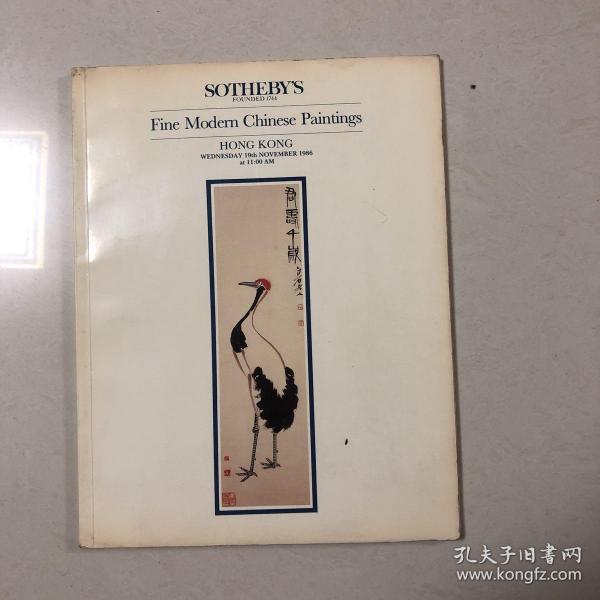 SOTHEBY'S
FOUNDED 1744
Fine Modern Chinese Paintings
HONG KONG
WEDNESDAY 19th NOVEMBER 1986
at 11:00 AM
君壽千歲
孔夫子旧书网
www.kongfz.com